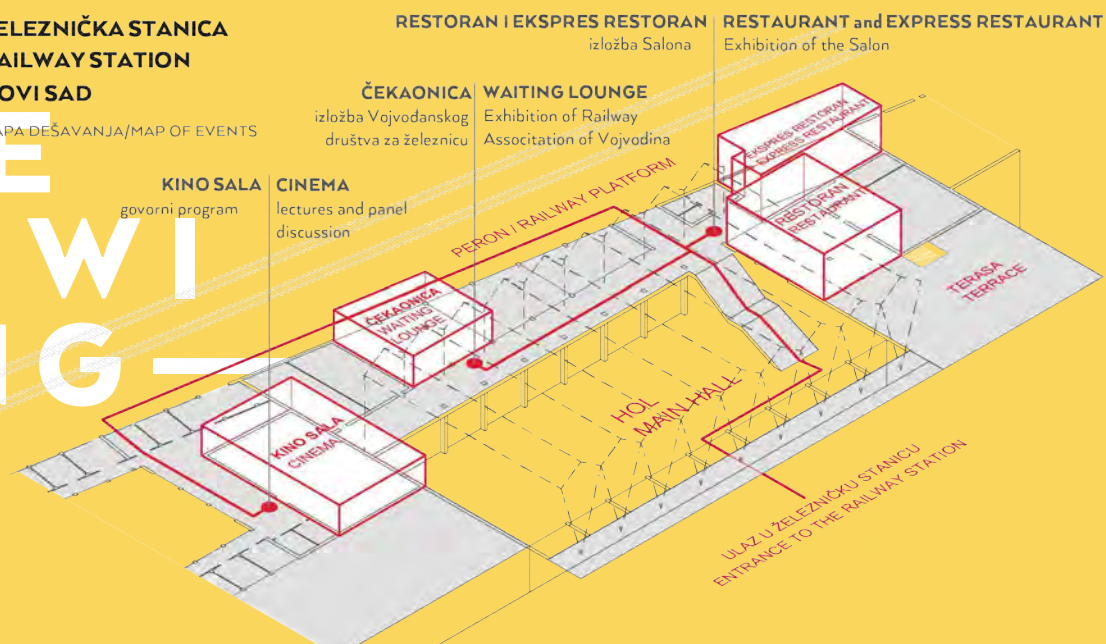 ELEZNIČKA STANICA
AILWAY STATION
OVI SAD
APA DEŠAVANJA/MAP OF EVENTS
E
WI
G—
RESTORAN I EKSPRES RESTORAN
izložba Salona
RESTAURANT and EXPRESS RESTAURANT
Exhibition of the Salon
ČEKAONICA
izložba Vojvođanskog
društva za železnicu
WAITING LOUNGE
Exhibition of Railway
Associtation of Vojvodina
KINO SALA
govorni program
CINEMA
lectures and panel
discussion
PERON / RAILWAY PLATFORM
EKSPRES RESTORAN
EXPRESS RESTAURANT
RESTORAN
RESTAURANT
TERASA
TERRACE
ČEKAONICA
WAITING
LOUNGE
HOL
MAIN HALL
KINO SALA
CINEMA
ULAZ U ŽELEZNIČKU STANICU
ENTRANCE TO THE RAILWAY STATION